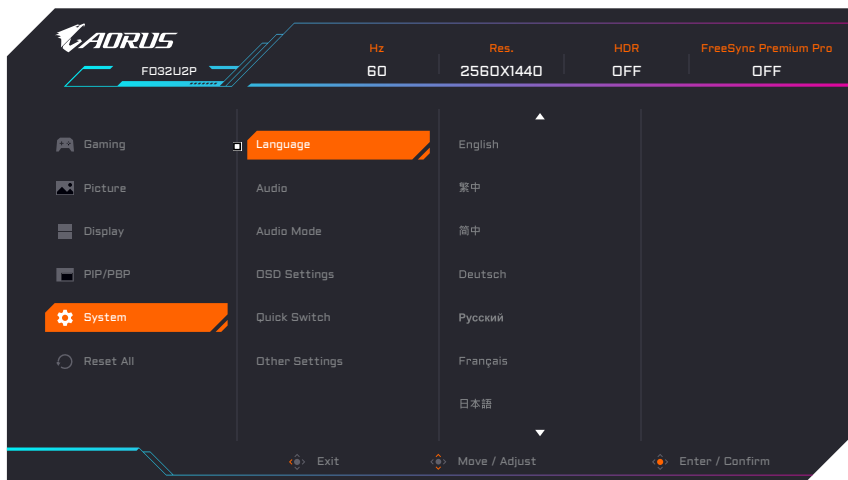 AORUS
FO32U2P
Hz
60
Res.
2560X1440
HDR
OFF
FreeSync Premium Pro
OFF
Gaming
Picture
Display
PIP/PBP
System
Reset All
Language
Audio
Audio Mode
OSD Settings
Quick Switch
Other Settings
English
繁中
简中
Deutsch
Русский
Français
日本語
Exit
Move / Adjust
Enter / Confirm